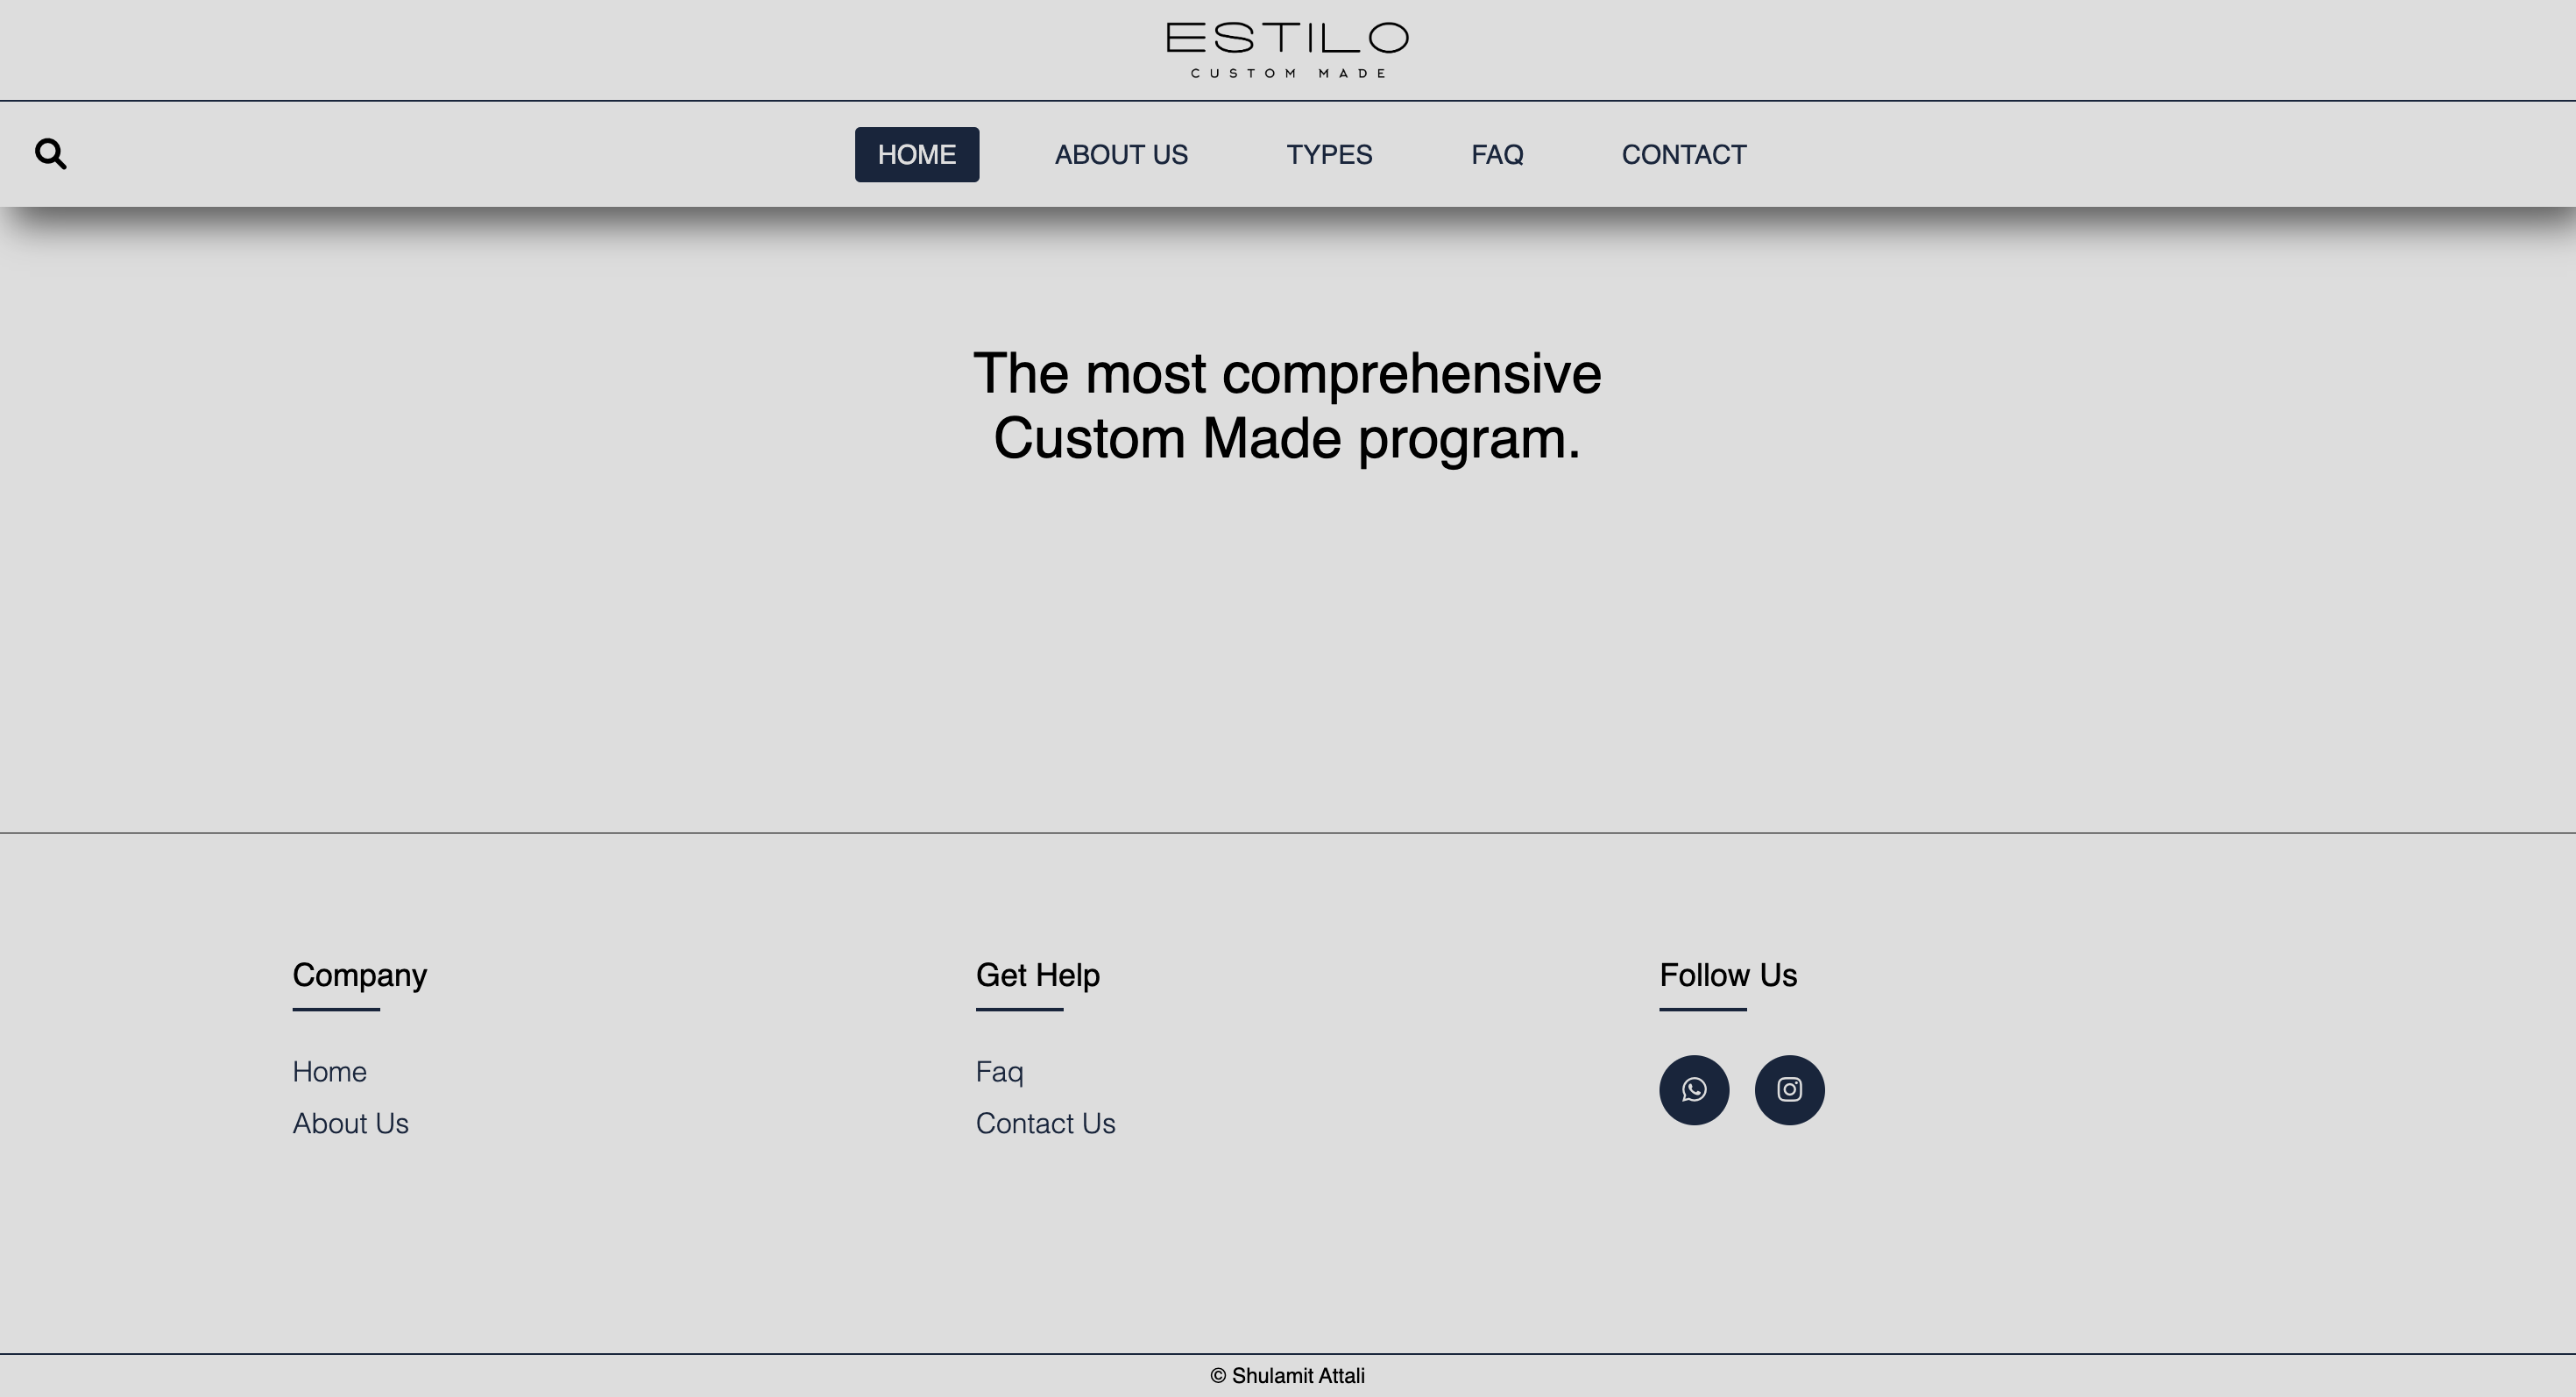 ESTILO
CUSTOM MADE
HOME ABOUT US TYPES FAQ CONTACT
The most comprehensive
Custom Made program.
Company Get Help Follow Us
Home Faq
About Us Contact Us
© Shulamit Attali